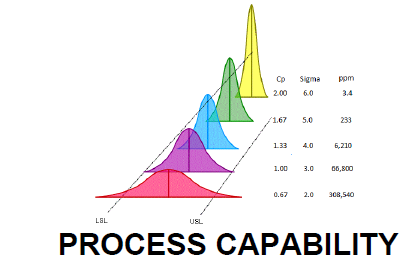 Cp Sigma ppm
2.00 6.0 3.4
1.67 5.0 233
1.33 4.0 6,210
1.00 3.0 66,800
0.67 2.0 308,540
LSL USL
PROCESS CAPABILITY